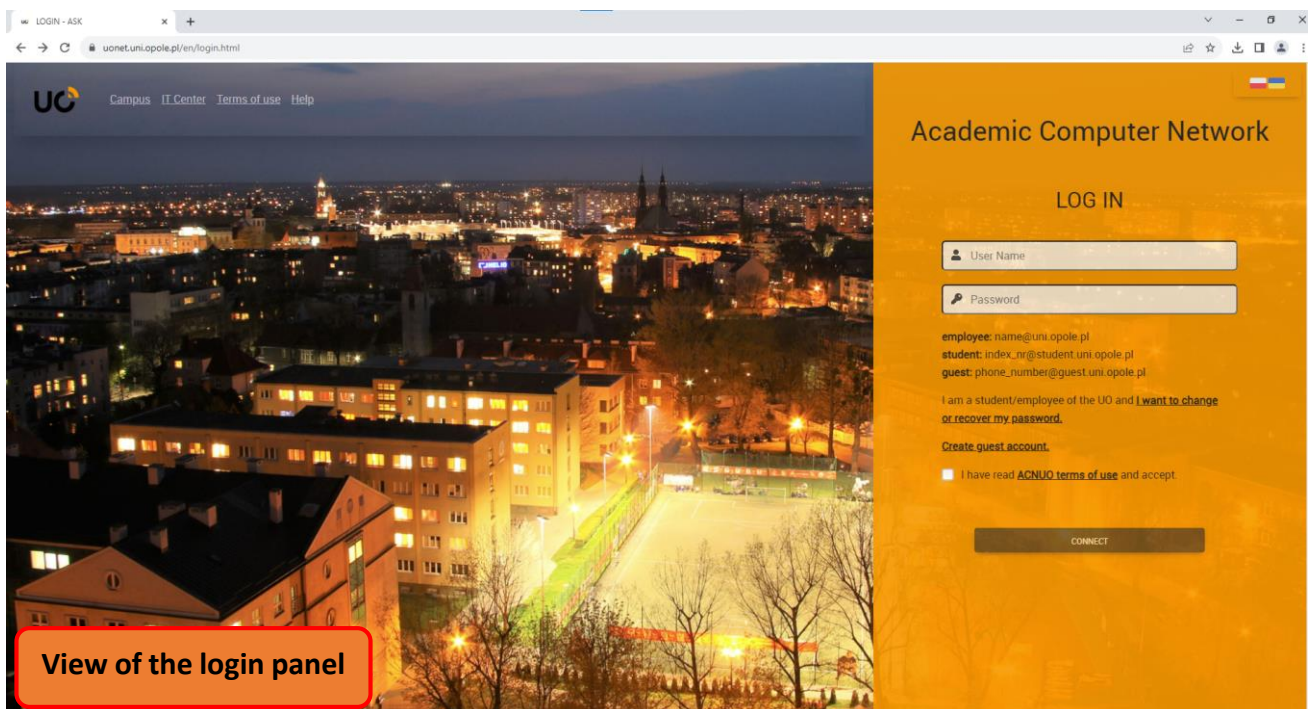 LOGIN - ASK
uonet.uni.opole.pl/en/login.html
UO
Campus IT Center Terms of use Help
Academic Computer Network
LOG IN
User Name
Password
employee: name@uni.opole.pl
student: index_nr@student.uni.opole.pl
guest: phone_number@guest.uni.opole.pl
I am a student/employee of the UO and I want to change
or recover my password.
Create guest account.
I have read ACNUO terms of use and accept
CONNECT
View of the login panel